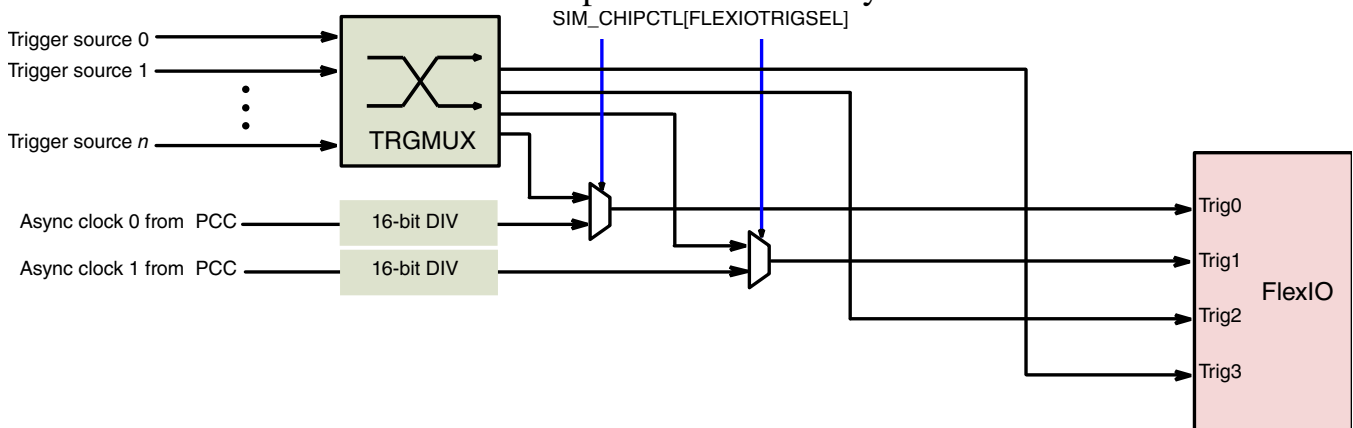 SIM_CHIPCTL[FLEXIOTRIGSEL]
Trigger source 0
Trigger source 1
Trigger source n
TRGMUX
Async clock 0 from PCC
16-bit DIV
Async clock 1 from PCC
16-bit DIV
Trig0
Trig1
FlexIO
Trig2
Trig3